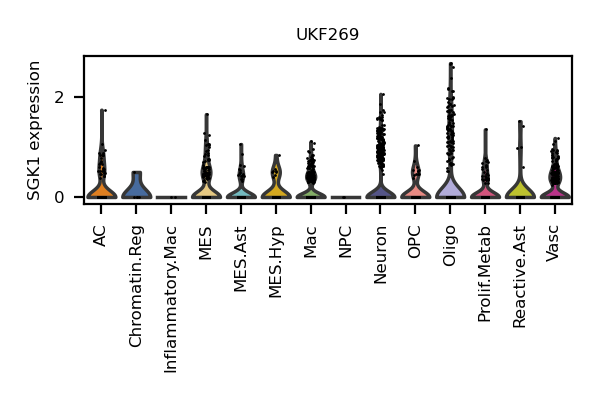 UKF269
SGK1 expression
2
0
AC
Chromatin.Reg
Inflammatory.Mac
MES
MES.Ast
MES.Hyp
Mac
NPC
Neuron
OPC
Oligo
Prolif.Metab
Reactive.Ast
Vasc